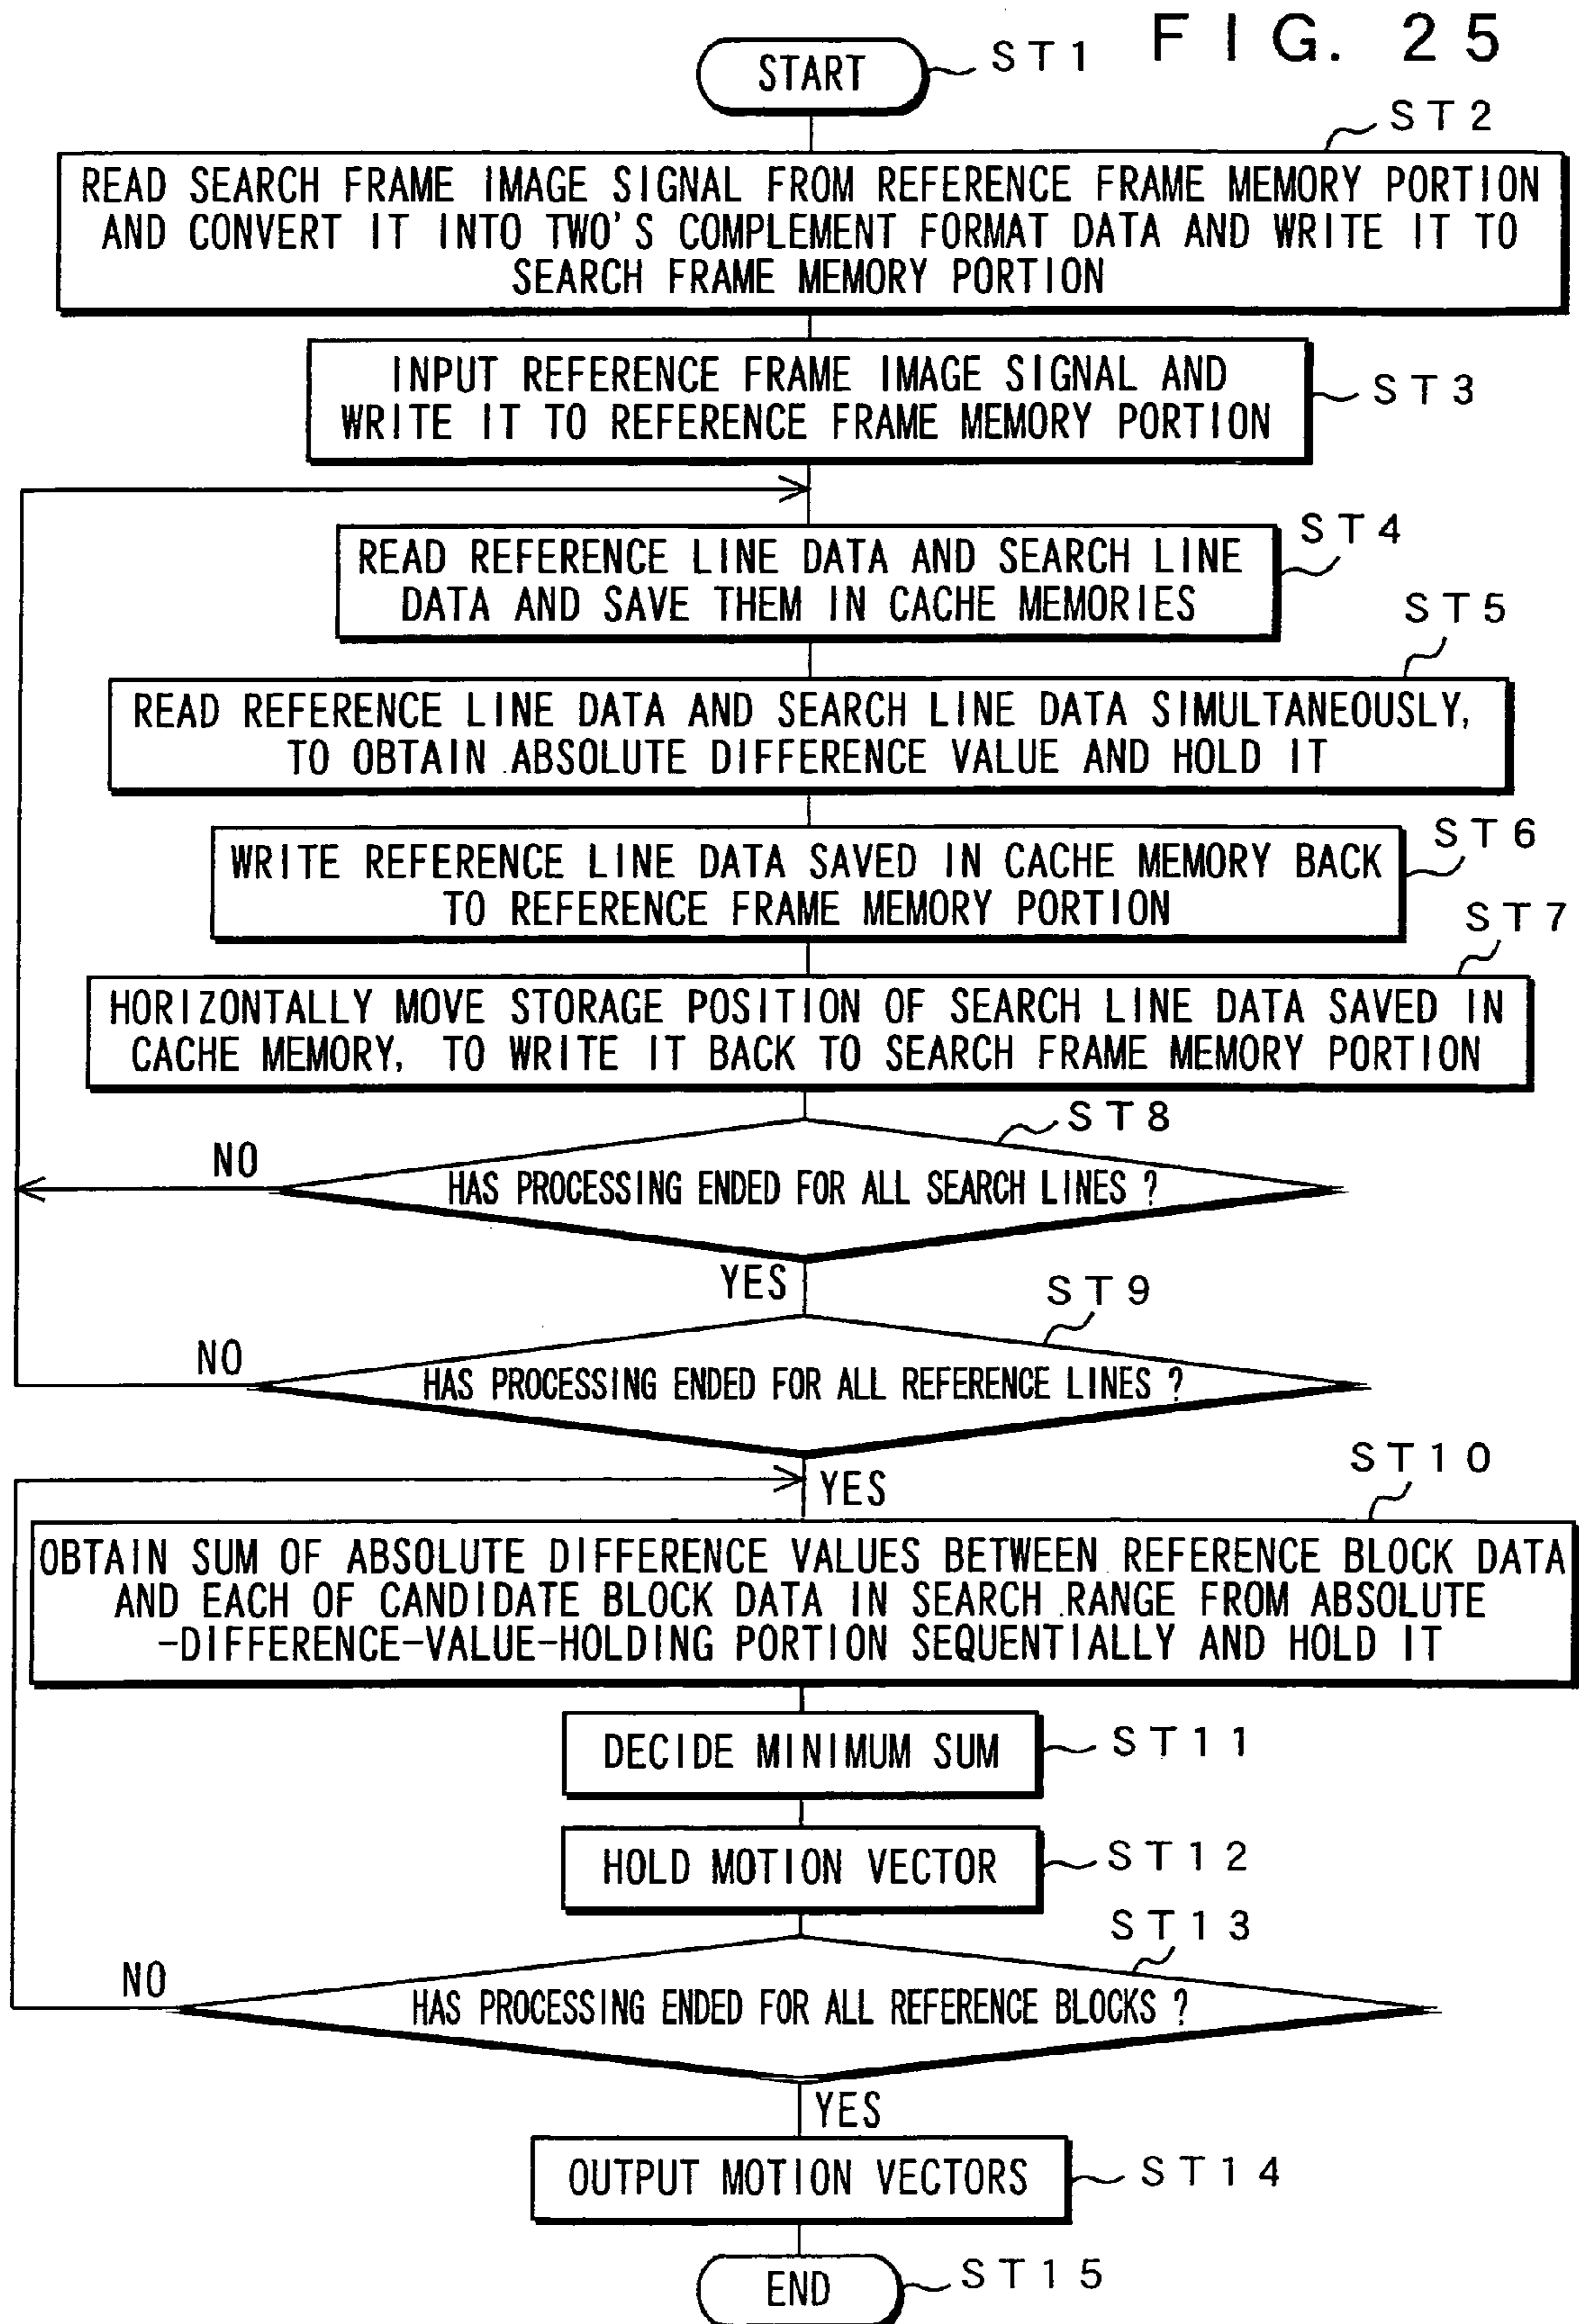 FIG. 25
START
ST1
ST2
READ SEARCH FRAME IMAGE SIGNAL FROM REFERENCE FRAME MEMORY PORTION
AND CONVERT IT INTO TWO'S COMPLEMENT FORMAT DATA AND WRITE IT TO
SEARCH FRAME MEMORY PORTION
INPUT REFERENCE FRAME IMAGE SIGNAL AND
WRITE IT TO REFERENCE FRAME MEMORY PORTION
ST3
ST4
READ REFERENCE LINE DATA AND SEARCH LINE
DATA AND SAVE THEM IN CACHE MEMORIES
ST5
READ REFERENCE LINE DATA AND SEARCH LINE DATA SIMULTANEOUSLY,
TO OBTAIN ABSOLUTE DIFFERENCE VALUE AND HOLD IT
ST6
WRITE REFERENCE LINE DATA SAVED IN CACHE MEMORY BACK
TO REFERENCE FRAME MEMORY PORTION
ST7
HORIZONTALLY MOVE STORAGE POSITION OF SEARCH LINE DATA SAVED IN
CACHE MEMORY, TO WRITE IT BACK TO SEARCH FRAME MEMORY PORTION
ST8
NO
HAS PROCESSING ENDED FOR ALL SEARCH LINES ?
YES
ST9
NO
HAS PROCESSING ENDED FOR ALL REFERENCE LINES ?
YES
ST10
OBTAIN SUM OF ABSOLUTE DIFFERENCE VALUES BETWEEN REFERENCE BLOCK DATA
AND EACH OF CANDIDATE BLOCK DATA IN SEARCH RANGE FROM ABSOLUTE
-DIFFERENCE-VALUE-HOLDING PORTION SEQUENTIALLY AND HOLD IT
DECIDE MINIMUM SUM
ST11
HOLD MOTION VECTOR
ST12
ST13
NO
HAS PROCESSING ENDED FOR ALL REFERENCE BLOCKS ?
YES
OUTPUT MOTION VECTORS
ST14
END
ST15